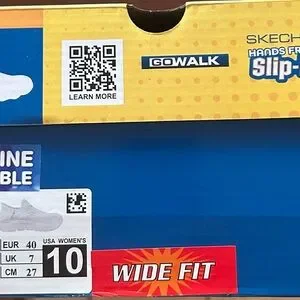 SKECH
HANDS FR
Slip-
GOWALK
LEARN MORE
INE
BLE
EUR 40
UK 7
CM 27
USA WOMEN'S
10
WIDE FIT